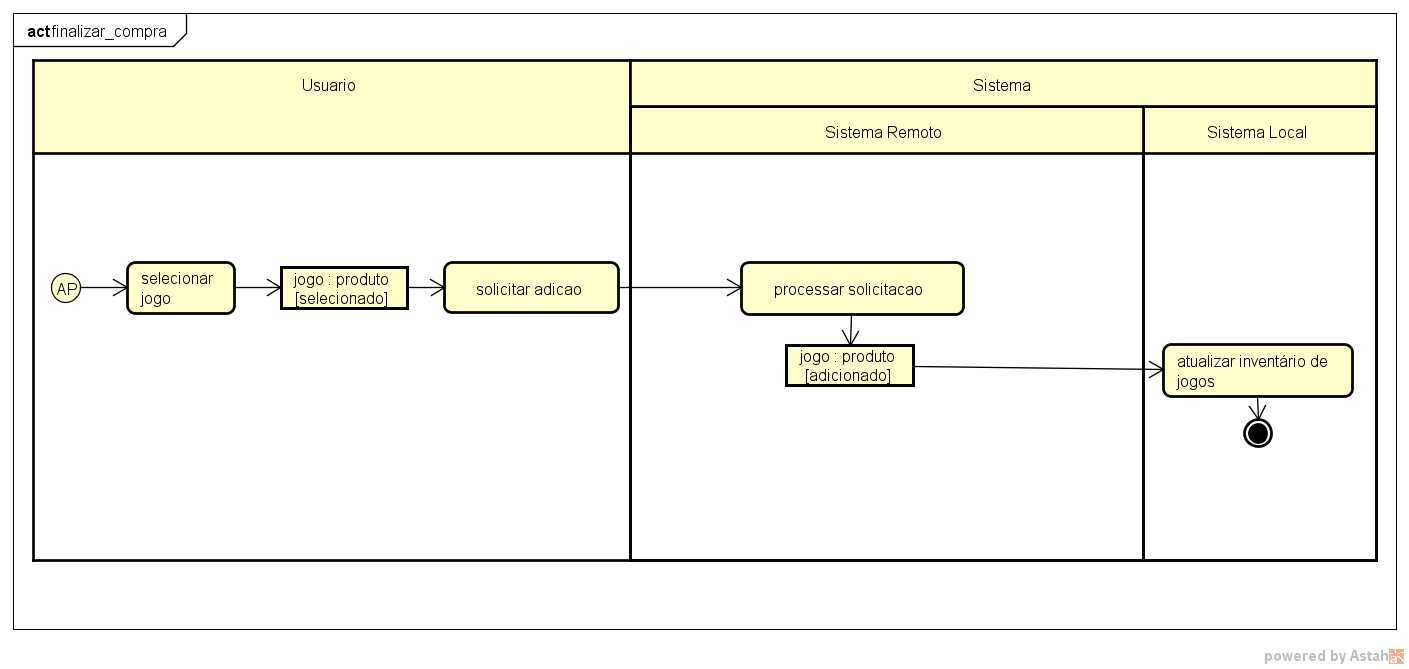 act finalizar_compra
Usuario
Sistema
Sistema Remoto
Sistema Local
AP
selecionar
jogo
jogo : produto
[selecionado]
solicitar adicao
processar solicitacao
jogo : produto
[adicionado]
atualizar inventário de
jogos
powered by Astah